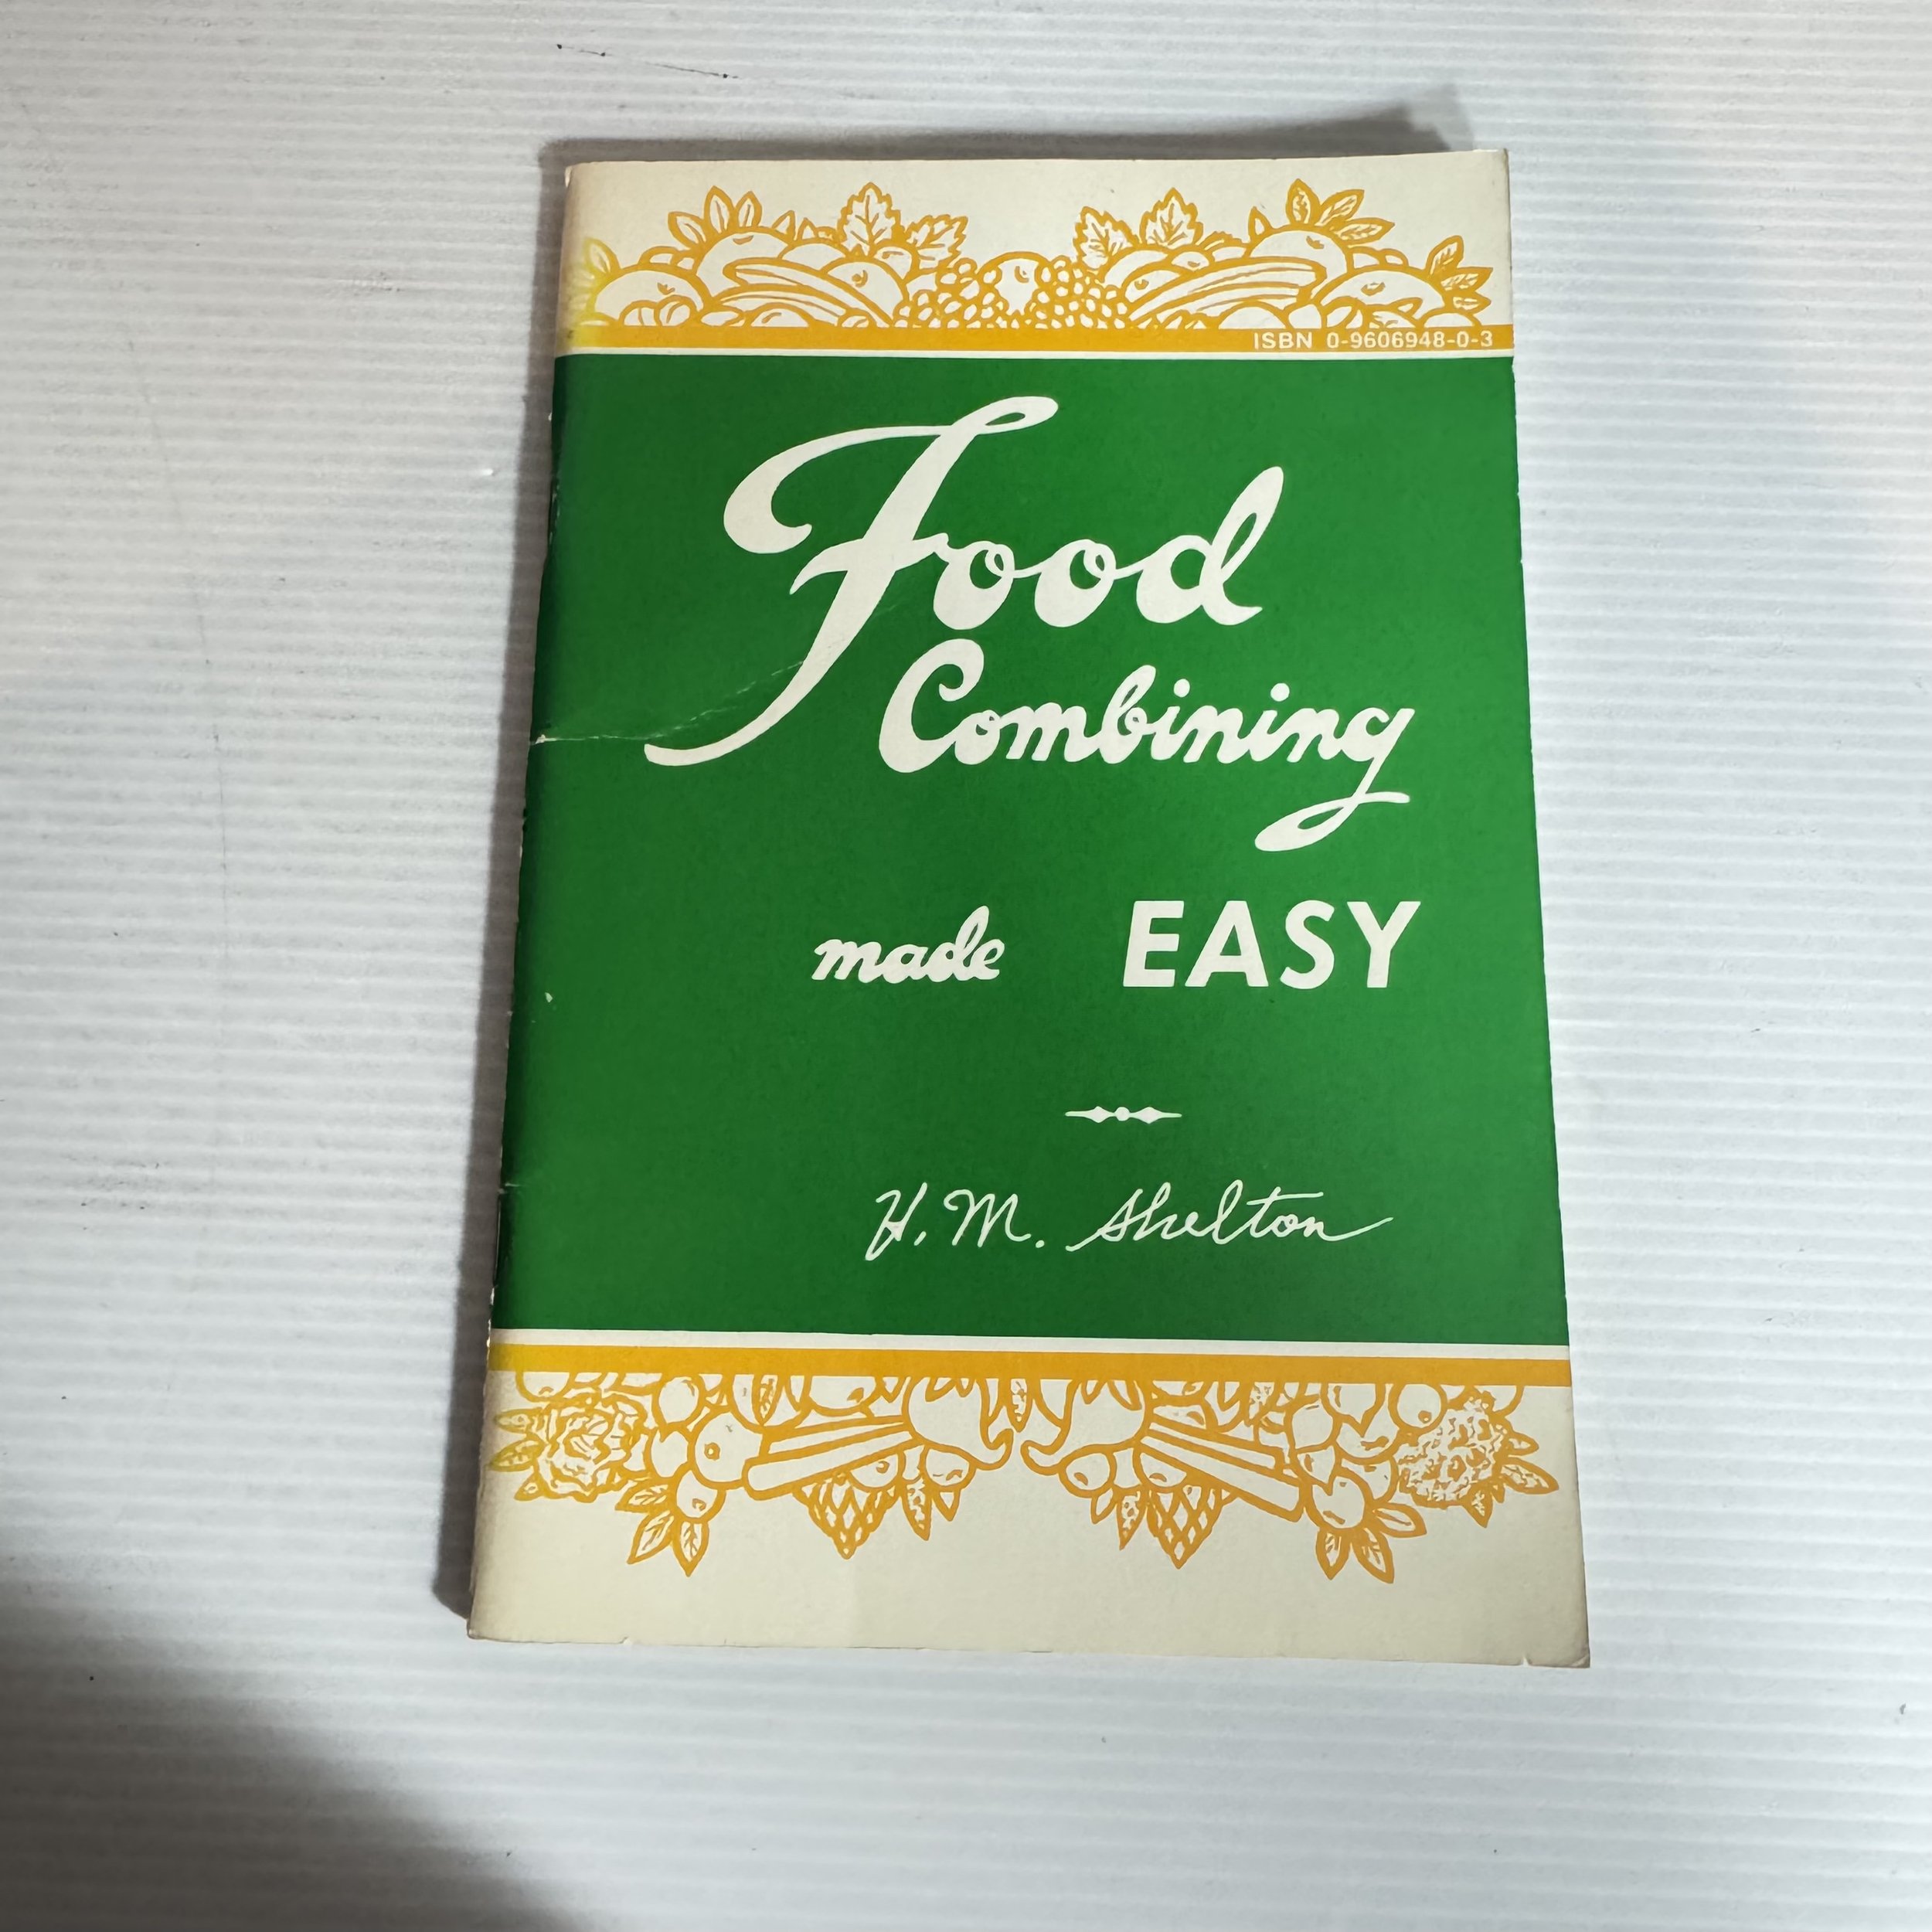 ISBN 0-9606948-0-3
Food
Combining
made EASY
H. M. Shelton